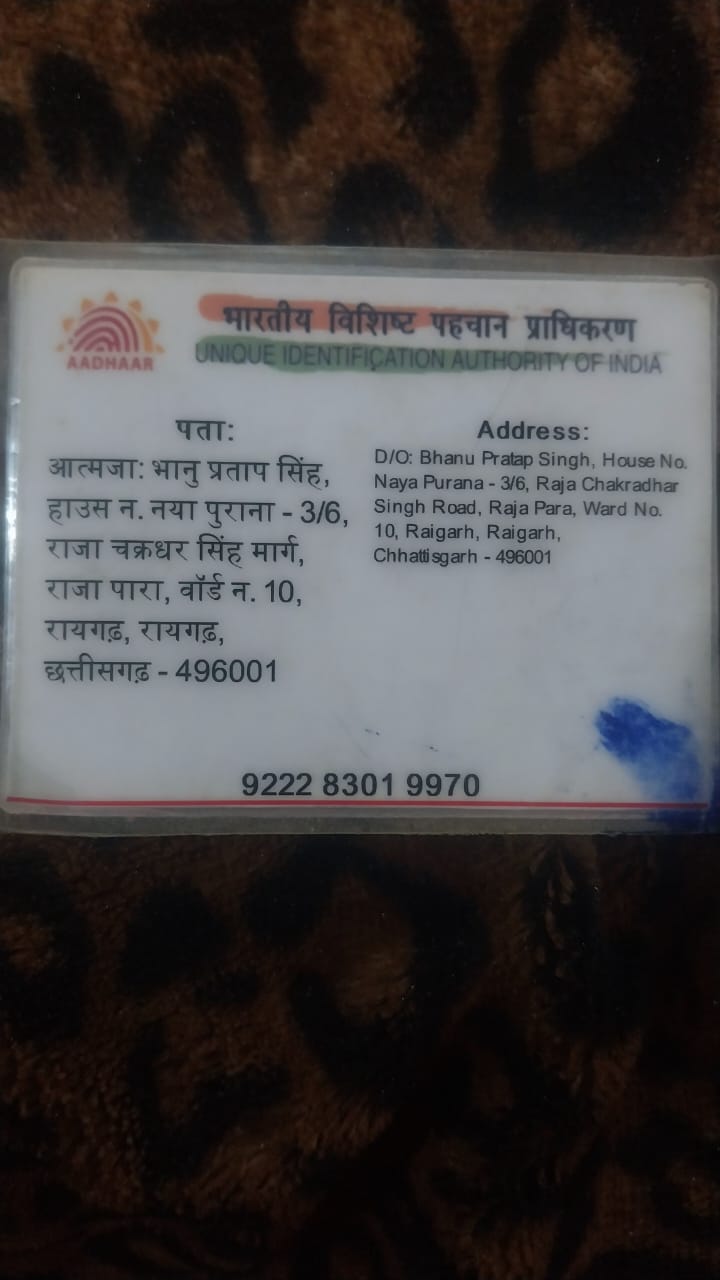 AADHAAR
भारतीय विशिष्ट पहचान प्राधिकरण
UNIQUE IDENTIFICATION AUTHORITY OF INDIA
पता:
आत्मजा: भानु प्रताप सिंह,
हाउस न. नया पुराना - 3/6,
राजा चक्रधर सिंह मार्ग,
राजा पारा, वॉर्ड न. 10,
रायगढ़, रायगढ़,
छत्तीसगढ़ - 496001
Address:
D/O: Bhanu Pratap Singh, House No.
Naya Purana - 3/6, Raja Chakradhar
Singh Road, Raja Para, Ward No.
10, Raigarh, Raigarh,
Chhattisgarh - 496001
9222 8301 9970